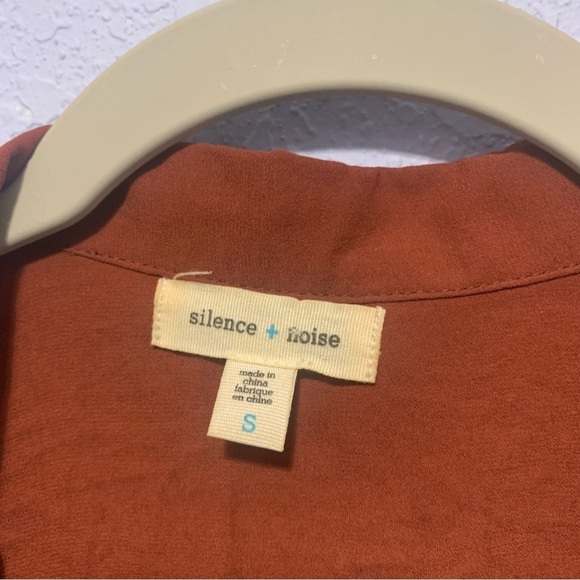 silence + noise
made in
china
fabriqué
en chine
S